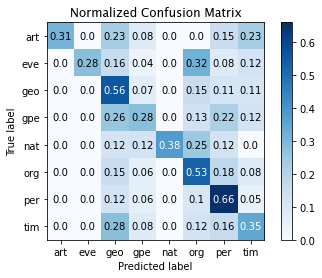 Normalized Confusion Matrix
art 0.31 0.0 0.23 0.08 0.0 0.0 0.15 0.23
eve 0.0 0.28 0.16 0.04 0.0 0.32 0.08 0.12
geo 0.0 0.0 0.56 0.07 0.0 0.15 0.11 0.11
gpe 0.0 0.0 0.26 0.28 0.0 0.13 0.22 0.12
nat 0.0 0.0 0.12 0.12 0.38 0.25 0.12 0.0
org 0.0 0.0 0.15 0.06 0.0 0.53 0.18 0.08
per 0.0 0.0 0.12 0.06 0.0 0.1 0.66 0.05
tim 0.0 0.0 0.28 0.08 0.0 0.16 0.12 0.35
art eve geo gpe nat org per tim
Predicted label
True label
0.6
0.5
0.4
0.3
0.2
0.1
0.0